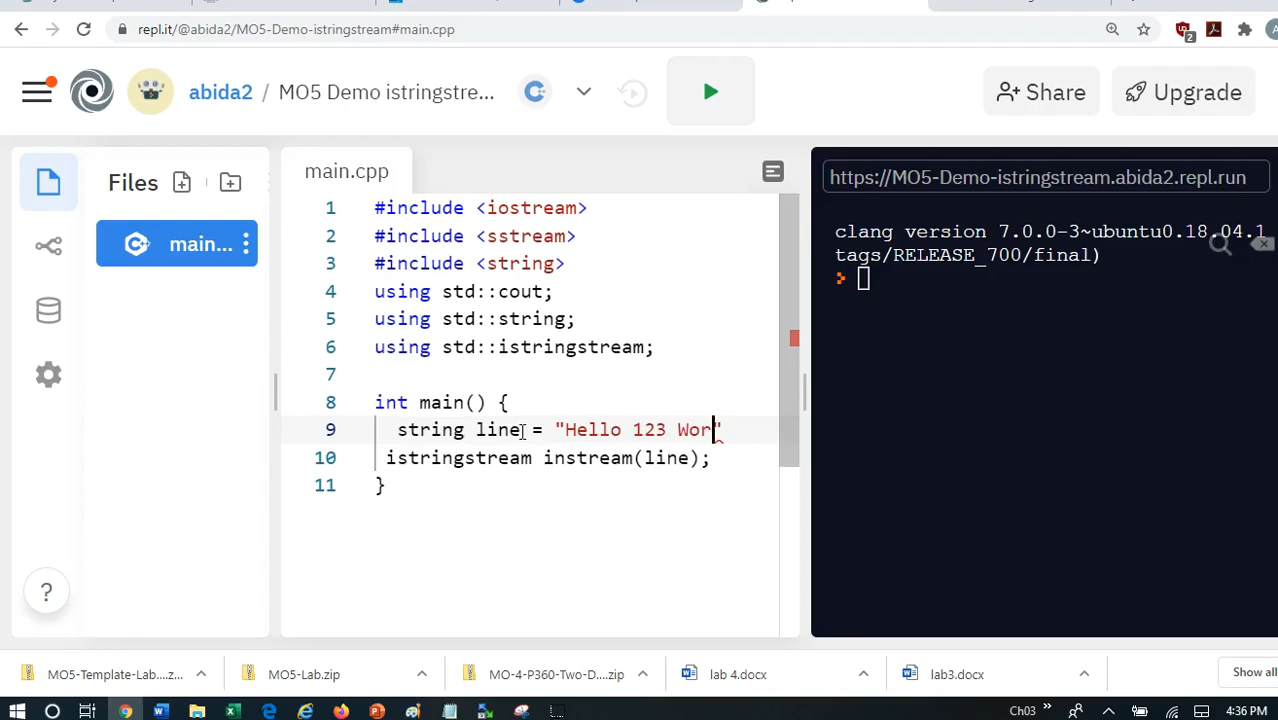 repl.it/@abida2/MO5-Demo-istringstream#main.cpp
2
abida2 / MO5 Demo istringstre...
Share
Upgrade
Files
main.cpp
https://MO5-Demo-istringstream.abida2.repl.run
main...
1 #include <iostream>
2 #include <sstream>
3 #include <string>
4 using std::cout;
5 using std::string;
6 using std::istringstream;
7
8 int main() {
9 string line = "Hello 123 Wor"
10 istringstream instream(line);
11 }
clang version 7.0.0-3~ubuntu0.18.04.1
tags/RELEASE_700/final)
?
MO5-Template-Lab....z...
MO5-Lab.zip
MO-4-P360-Two-D....zip
lab 4.docx
lab3.docx
Show all
Ch03 »
4:36 PM